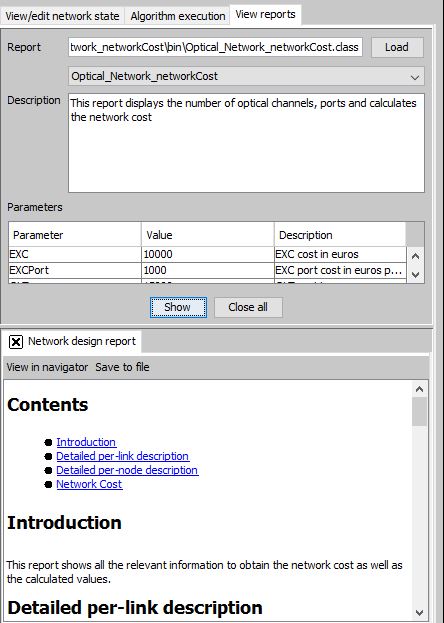 View/edit network state Algorithm execution View reports
Report twork_networkCost\bin\Optical_Network_networkCost.class Load
Optical_Network_networkCost
Description This report displays the number of optical channels, ports and calculates
the network cost
Parameters
Parameter Value Description
EXC 10000 EXC cost in euros
EXCPort 1000 EXC port cost in euros p...
Show Close all
Network design report
View in navigator Save to file
Contents
Introduction
Detailed per-link description
Detailed per-node description
Network Cost
Introduction
This report shows all the relevant information to obtain the network cost as well as
the calculated values.
Detailed per-link description